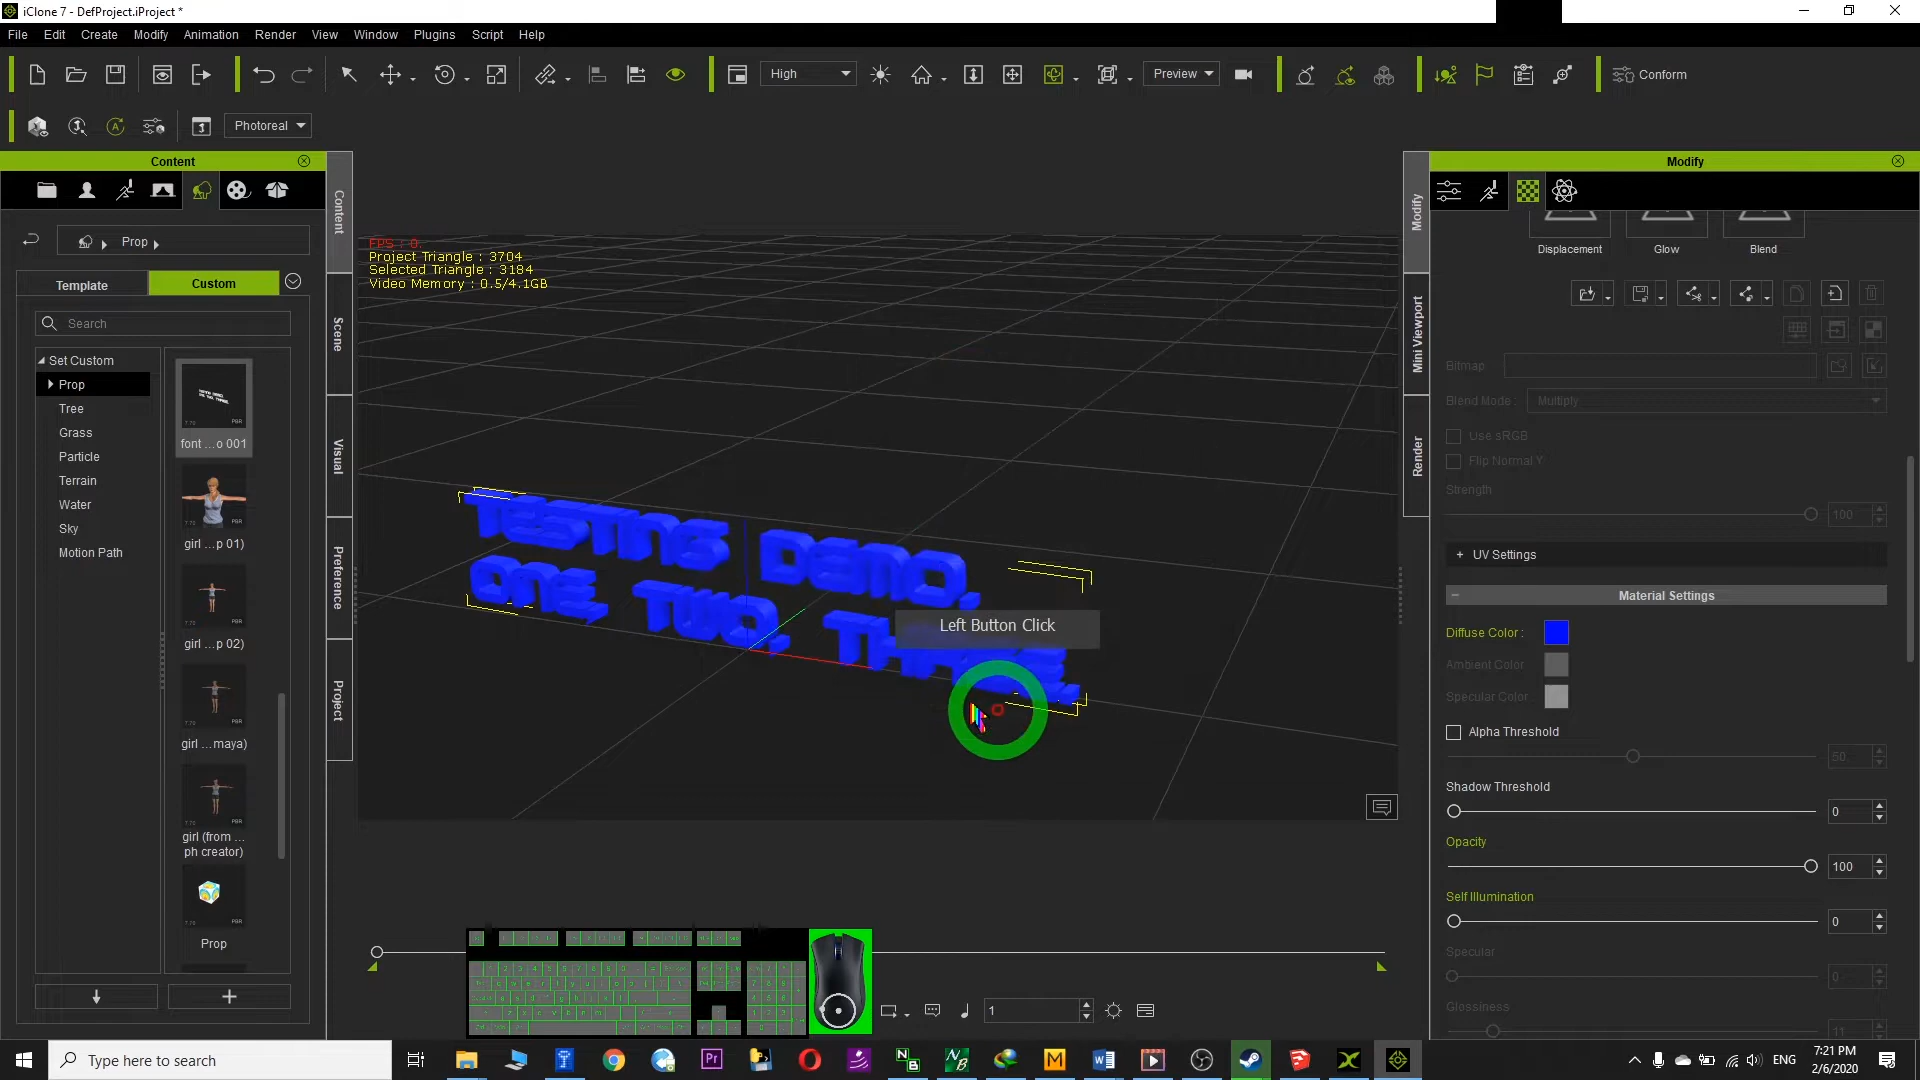 iClone 7 - DefProject.iProject *
File Edit Create Modify Animation Render View Window Plugins Script Help
High
Preview
Conform
Photoreal
Content
Prop
Template
Custom
Search
Set Custom
Prop
Tree
Grass
Particle
Terrain
Water
Sky
Motion Path
font ...o 001
girl ...p 01)
girl ...p 02)
girl ...maya)
girl (from ...
ph creator)
Prop
Content
Scene
Visual
Preference
Project
FPS : 0.
Project Triangle : 3704
Selected Triangle : 3184
Video Memory : 0.5/4.1GB
TESTING DEMO,
ONE, TWO, THREE.
Left Button Click
1
Modify
Mini Viewport
Render
Modify
Displacement
Glow
Blend
Bitmap
Blend Mode :
Multiply
Use sRGB
Flip Normal Y
Strength
100
+ UV Settings
Material Settings
Diffuse Color :
Ambient Color
Specular Color
Alpha Threshold
50
Shadow Threshold
0
Opacity
100
Self Illumination
0
Specular
0
Glossiness
11
Type here to search
ENG
7:21 PM
2/6/2020